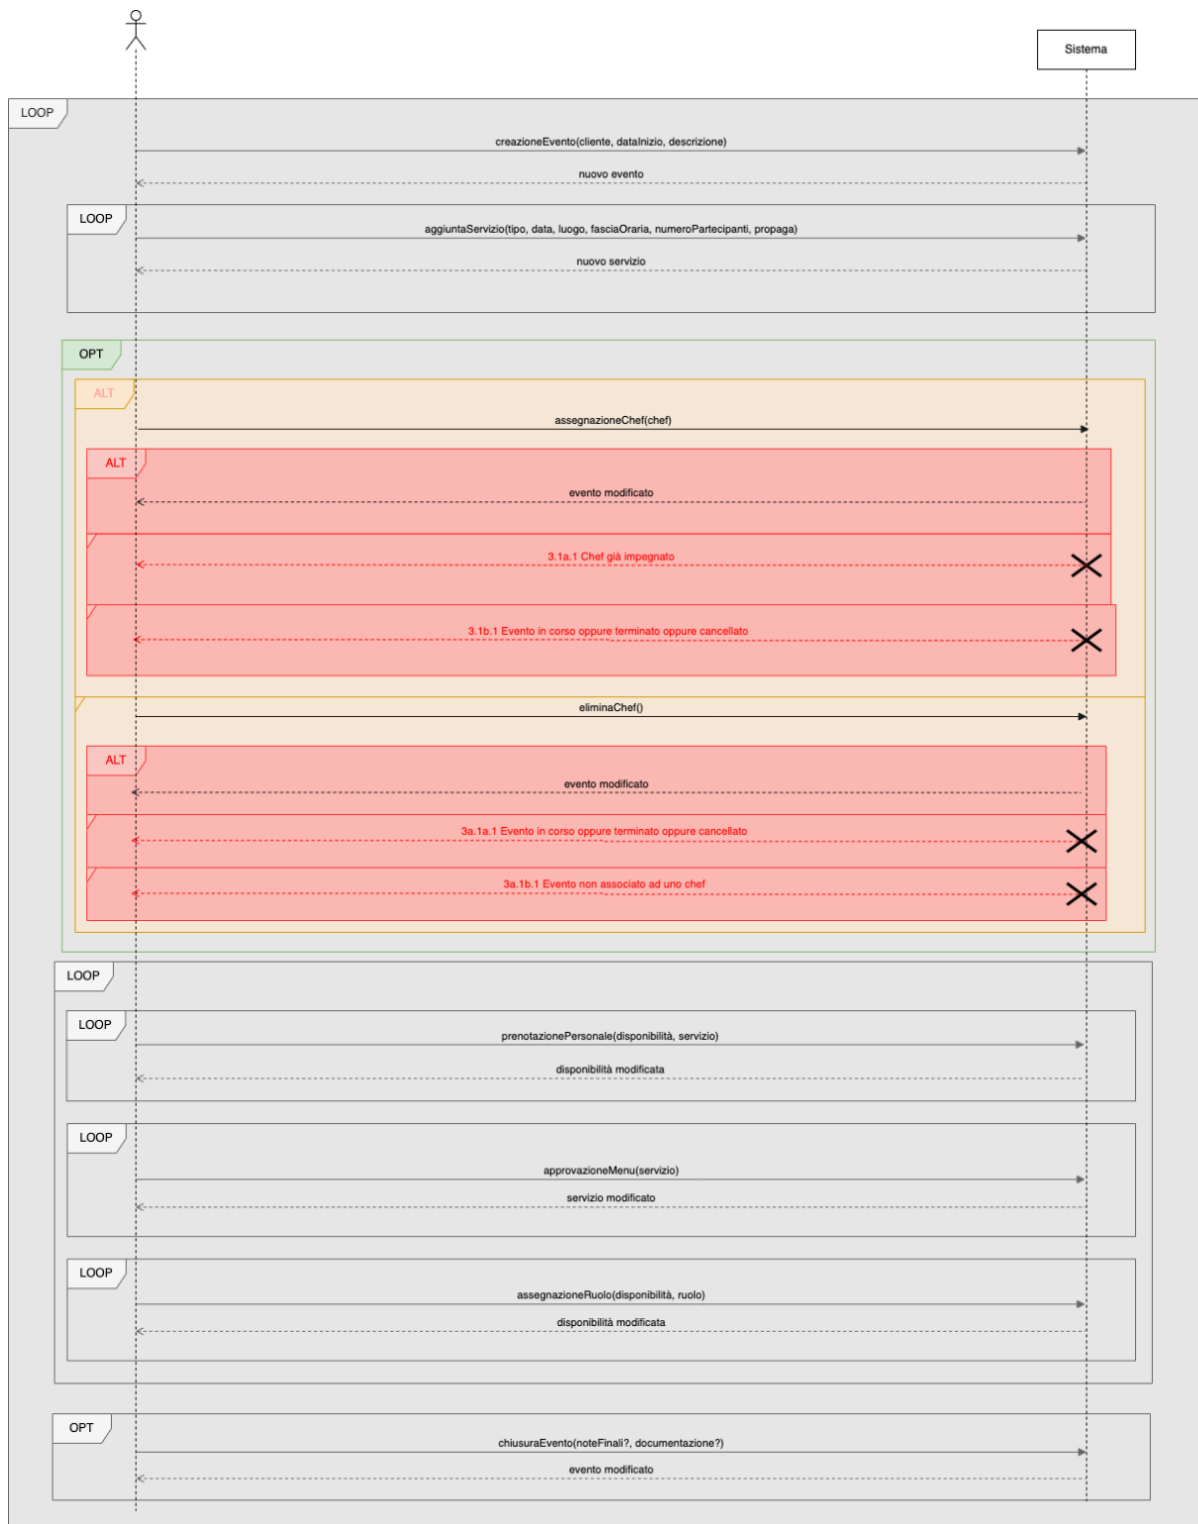 Sistema
LOOP
creazioneEvento(cliente, dataInizio, descrizione)
nuovo evento
LOOP
aggiuntaServizio(tipo, data, luogo, fasciaOraria, numeroPartecipanti, propaga)
nuovo servizio
OPT
ALT
assegnazioneChef(chef)
ALT
evento modificato
3.1a.1 Chef già impegnato
3.1b.1 Evento in corso oppure terminato oppure cancellato
eliminaChef()
ALT
evento modificato
3a.1a.1 Evento in corso oppure terminato oppure cancellato
3a.1b.1 Evento non associato ad uno chef
LOOP
LOOP
prenotazionePersonale(disponibilità, servizio)
disponibilità modificata
LOOP
approvazioneMenu(servizio)
servizio modificato
LOOP
assegnazioneRuolo(disponibilità, ruolo)
disponibilità modificata
OPT
chiusuraEvento(noteFinali?, documentazione?)
evento modificato